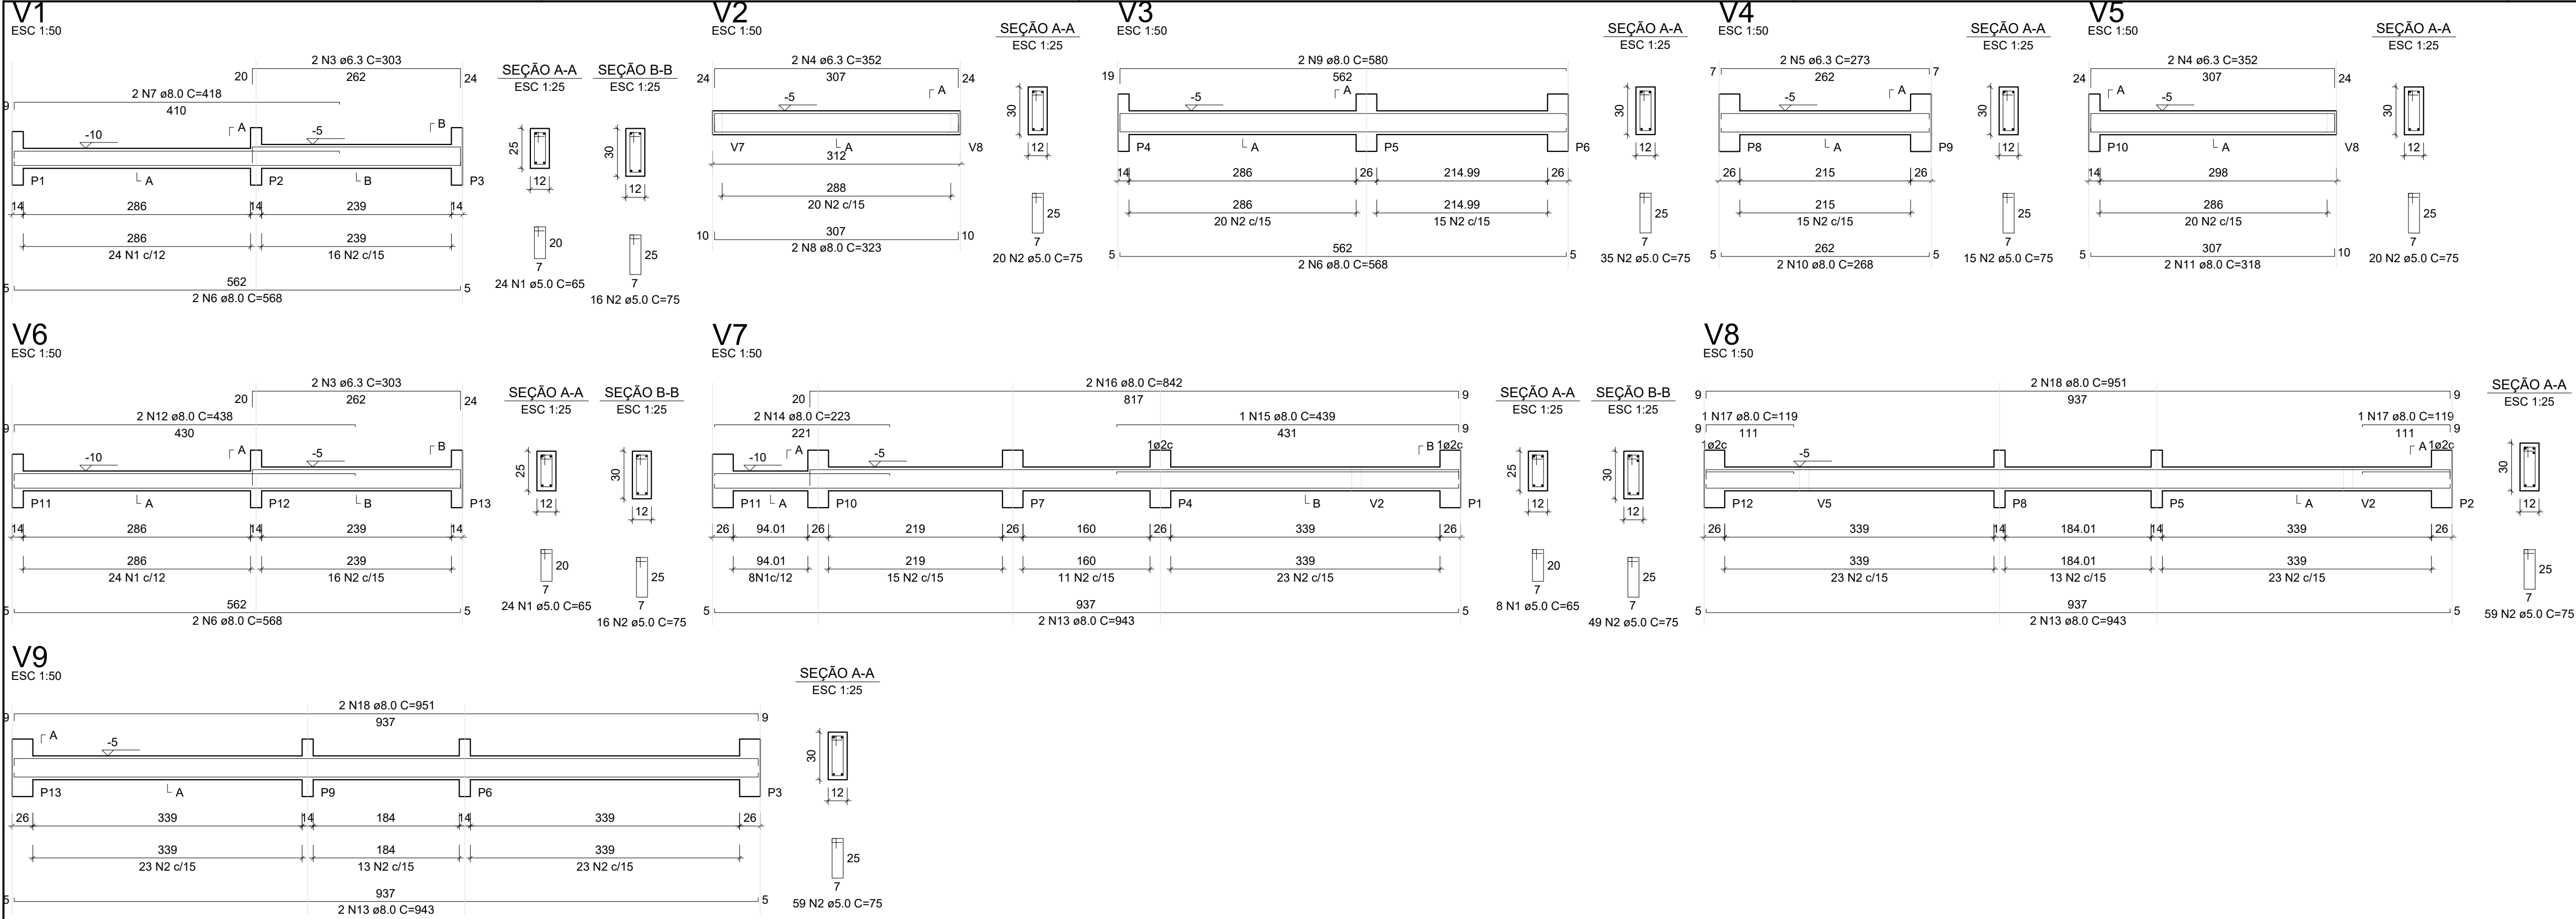 V1
ESC 1:50
2 N3 ø6.3 C=303
20 262 24
2 N7 ø8.0 C=418
9 410
A B
-10 -5
P1 A P2 B P3
14 286 14 239 14
286 239
24 N1 c/12 16 N2 c/15
562
5 5
2 N6 ø8.0 C=568
SEÇÃO A-A
ESC 1:25
25
12
20
7
24 N1 ø5.0 C=65
SEÇÃO B-B
ESC 1:25
30
12
25
7
16 N2 ø5.0 C=75
V2
ESC 1:50
2 N4 ø6.3 C=352
24 307 24
A
-5
V7 A V8
312
288
20 N2 c/15
10 307 10
2 N8 ø8.0 C=323
SEÇÃO A-A
ESC 1:25
30
12
25
7
20 N2 ø5.0 C=75
V3
ESC 1:50
2 N9 ø8.0 C=580
19 562
A
-5
P4 A P5 P6
14 286 26 214.99 26
286 214.99
20 N2 c/15 15 N2 c/15
5 562 5
2 N6 ø8.0 C=568
SEÇÃO A-A
ESC 1:25
30
12
25
7
35 N2 ø5.0 C=75
V4
ESC 1:50
2 N5 ø6.3 C=273
7 262 7
A
-5
P8 A P9
26 215 26
215
15 N2 c/15
5 262 5
2 N10 ø8.0 C=268
SEÇÃO A-A
ESC 1:25
30
12
25
7
15 N2 ø5.0 C=75
V5
ESC 1:50
2 N4 ø6.3 C=352
24 307 24
A
-5
P10 A V8
14 298
286
20 N2 c/15
5 307 10
2 N11 ø8.0 C=318
SEÇÃO A-A
ESC 1:25
30
12
25
7
20 N2 ø5.0 C=75
V6
ESC 1:50
2 N3 ø6.3 C=303
20 262 24
2 N12 ø8.0 C=438
9 430
A B
-10 -5
P11 A P12 B P13
14 286 14 239 14
286 239
24 N1 c/12 16 N2 c/15
562
5 5
2 N6 ø8.0 C=568
SEÇÃO A-A
ESC 1:25
25
12
20
7
24 N1 ø5.0 C=65
SEÇÃO B-B
ESC 1:25
30
12
25
7
16 N2 ø5.0 C=75
V7
ESC 1:50
2 N16 ø8.0 C=842
20 817 9
2 N14 ø8.0 C=223 1 N15 ø8.0 C=439
9 221 431 9
A 1ø2c B 1ø2c
-10 -5
P11 A P10 P7 P4 B V2 P1
26 94.01 26 219 26 160 26 339 26
94.01 219 160 339
8N1c/12 15 N2 c/15 11 N2 c/15 23 N2 c/15
5 937 5
2 N13 ø8.0 C=943
SEÇÃO A-A
ESC 1:25
25
12
20
7
8 N1 ø5.0 C=65
SEÇÃO B-B
ESC 1:25
30
12
25
7
49 N2 ø5.0 C=75
V8
ESC 1:50
2 N18 ø8.0 C=951
9 937 9
1 N17 ø8.0 C=119 1 N17 ø8.0 C=119
9 111 111 9
1ø2c A 1ø2c
-5
P12 V5 P8 P5 A V2 P2
26 339 14 184.01 14 339 26
339 184.01 339
23 N2 c/15 13 N2 c/15 23 N2 c/15
5 937 5
2 N13 ø8.0 C=943
SEÇÃO A-A
ESC 1:25
30
12
25
7
59 N2 ø5.0 C=75
V9
ESC 1:50
2 N18 ø8.0 C=951
9 937 9
A
-5
P13 A P9 P6 P3
26 339 14 184 14 339 26
339 184 339
23 N2 c/15 13 N2 c/15 23 N2 c/15
5 937 5
2 N13 ø8.0 C=943
SEÇÃO A-A
ESC 1:25
30
12
25
7
59 N2 ø5.0 C=75